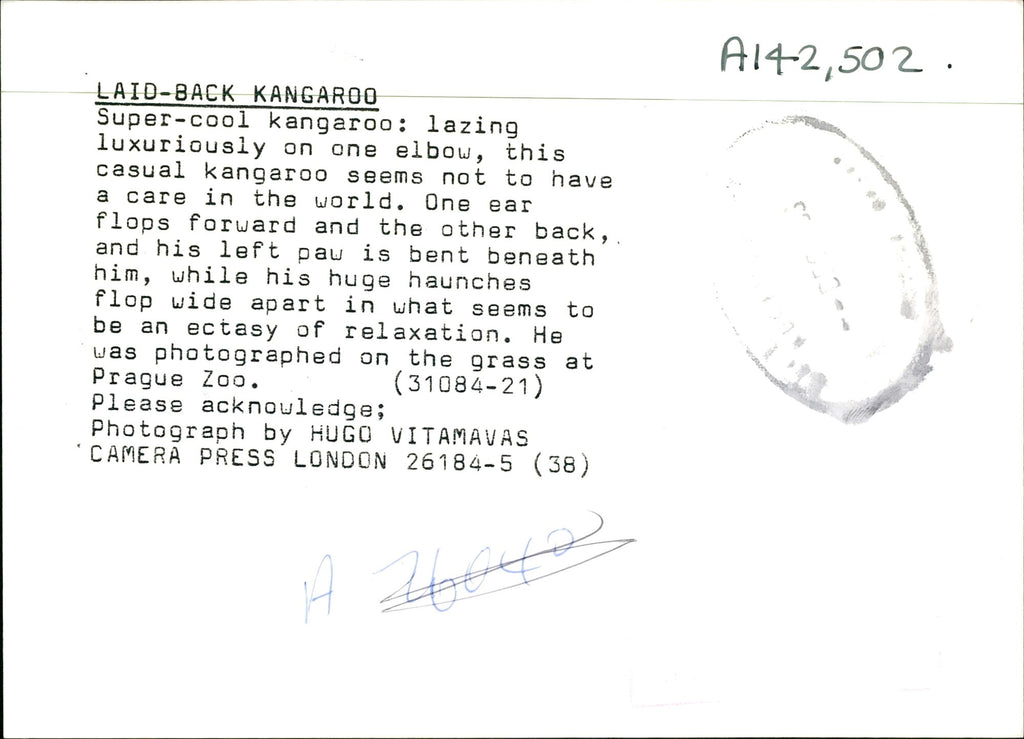 A142,502.
LAID-BACK KANGAROO
Super-cool kangaroo: lazing
luxuriously on one elbow, this
casual kangaroo seems not to have
a care in the world. One ear
flops forward and the other back,
and his left paw is bent beneath
him, while his huge haunches
flop wide apart in what seems to
be an ectasy of relaxation. He
was photographed on the grass at
Prague Zoo. (31084-21)
Please acknowledge;
Photograph by HUGO VITAMAVAS
CAMERA PRESS LONDON 26184-5 (38)
A 26040